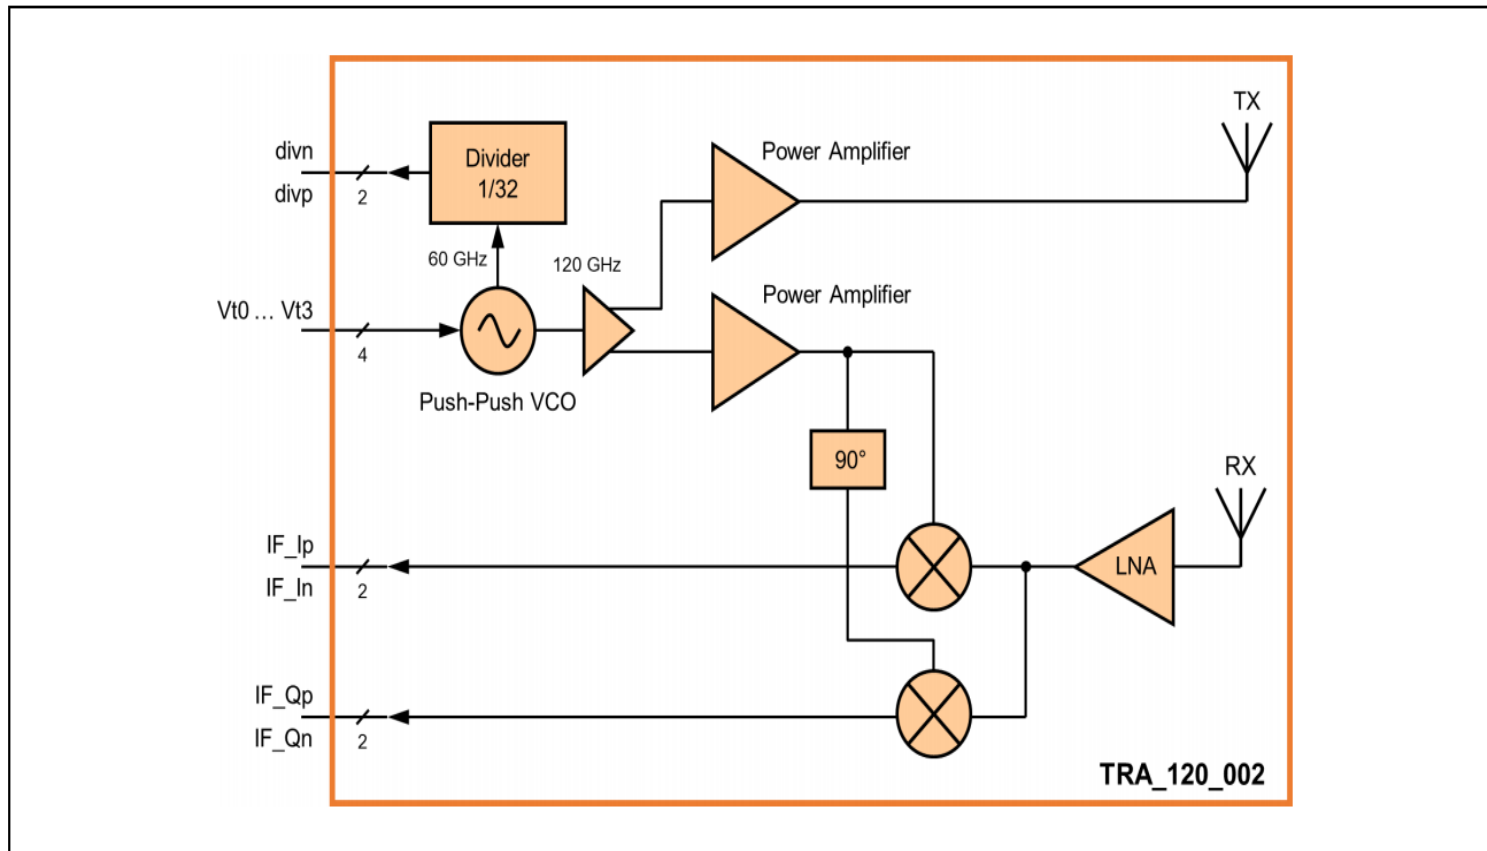 TX
Power Amplifier
divn
Divider
1/32
divp
2
60 GHz
120 GHz
Power Amplifier
Vt0 ... Vt3
4
Push-Push VCO
90°
RX
IF_Ip
LNA
IF_In
2
IF_Qp
IF_Qn
2
TRA_120_002